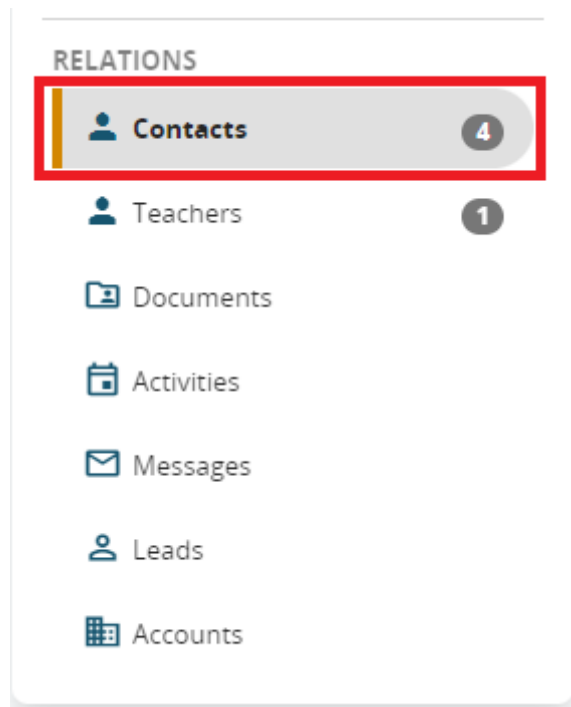 RELATIONS
Contacts 4
Teachers 1
Documents
Activities
Messages
Leads
Accounts